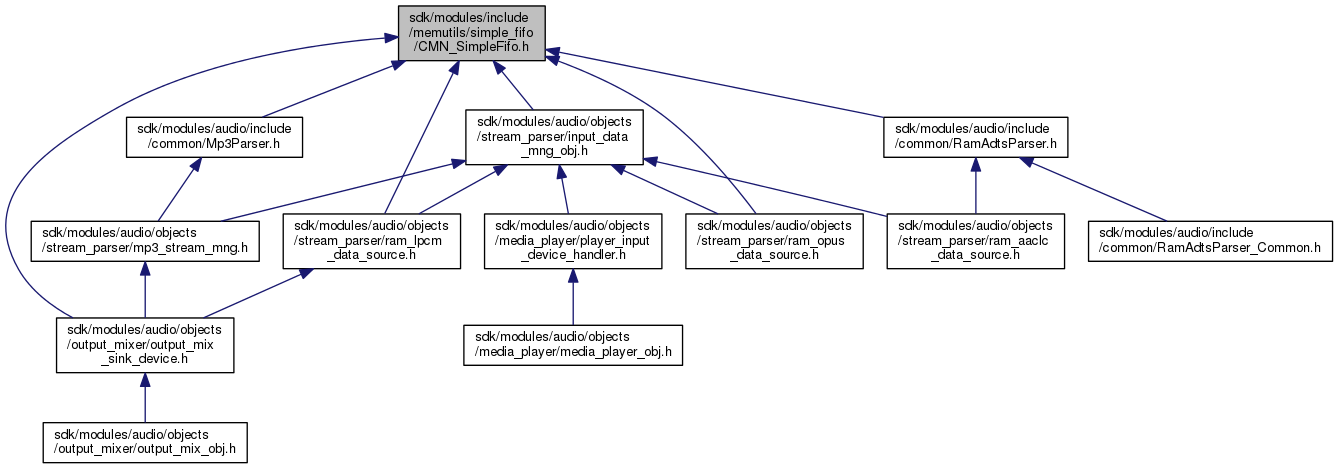 sdk/modules/include
/memutils/simple_fifo
/CMN_SimpleFifo.h
sdk/modules/audio/include
/common/Mp3Parser.h
sdk/modules/audio/objects
/stream_parser/input_data
_mng_obj.h
sdk/modules/audio/include
/common/RamAdtsParser.h
sdk/modules/audio/objects
/stream_parser/mp3_stream_mng.h
sdk/modules/audio/objects
/stream_parser/ram_lpcm
_data_source.h
sdk/modules/audio/objects
/media_player/player_input
_device_handler.h
sdk/modules/audio/objects
/stream_parser/ram_opus
_data_source.h
sdk/modules/audio/objects
/stream_parser/ram_aaclc
_data_source.h
sdk/modules/audio/include
/common/RamAdtsParser_Common.h
sdk/modules/audio/objects
/output_mixer/output_mix
_sink_device.h
sdk/modules/audio/objects
/media_player/media_player_obj.h
sdk/modules/audio/objects
/output_mixer/output_mix_obj.h